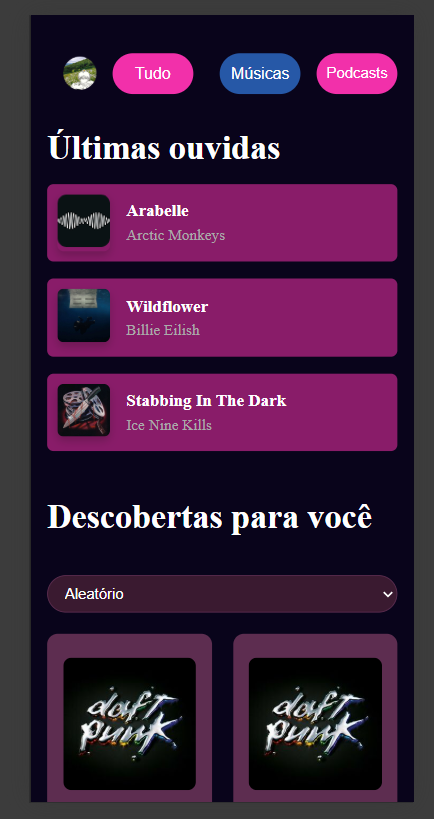 Tudo
Músicas
Podcasts
Últimas ouvidas
Arabelle
Arctic Monkeys
Wildflower
Billie Eilish
Stabbing In The Dark
Ice Nine Kills
Descobertas para você
Aleatório
daft punk
daft punk